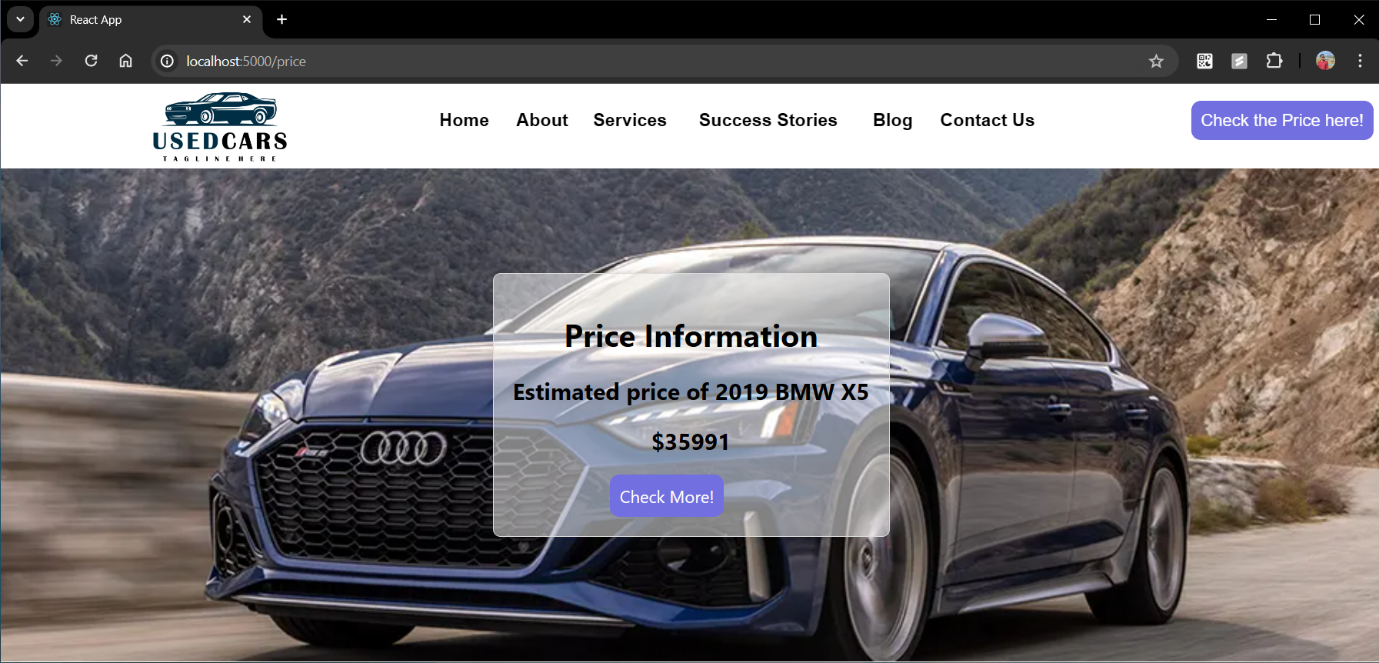 React App
localhost:5000/price
USEDCARS
TAGLINE HERE
Home About Services Success Stories Blog Contact Us
Check the Price here!
Price Information
Estimated price of 2019 BMW X5
$35991
Check More!
RS5